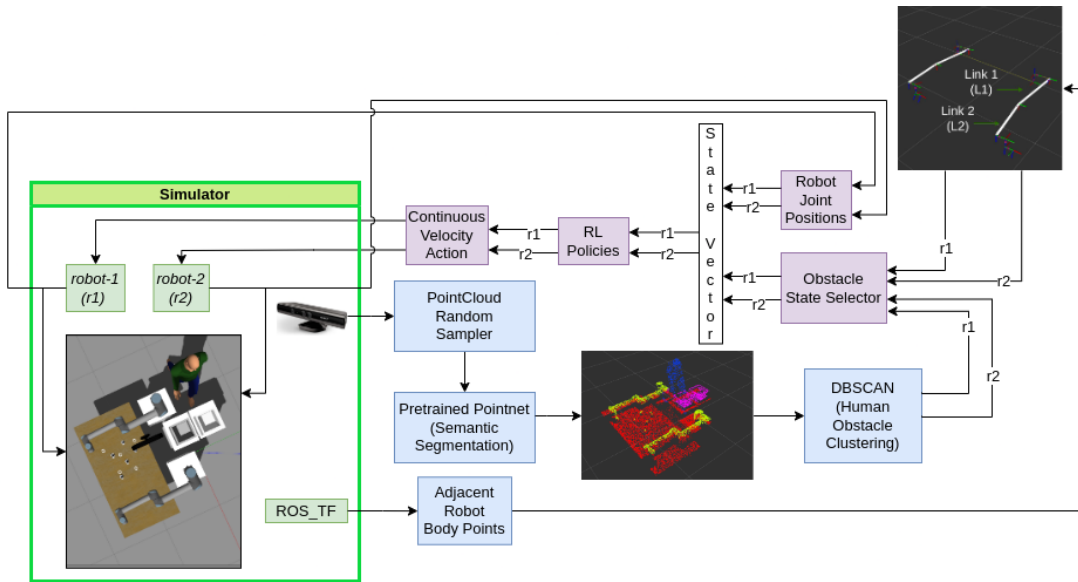 Link 1
(L1)
Link 2
(L2)
Simulator
State Vector
Robot
Joint
Positions
r1
r2
Continuous
Velocity
Action
r1
r2
RL
Policies
r1
r2
r1
r2
r1
r2
Obstacle
State Selector
r1
r2
robot-1
(r1)
robot-2
(r2)
PointCloud
Random
Sampler
Pretrained Pointnet
(Semantic
Segmentation)
DBSCAN
(Human
Obstacle
Clustering)
ROS_TF
Adjacent
Robot
Body Points